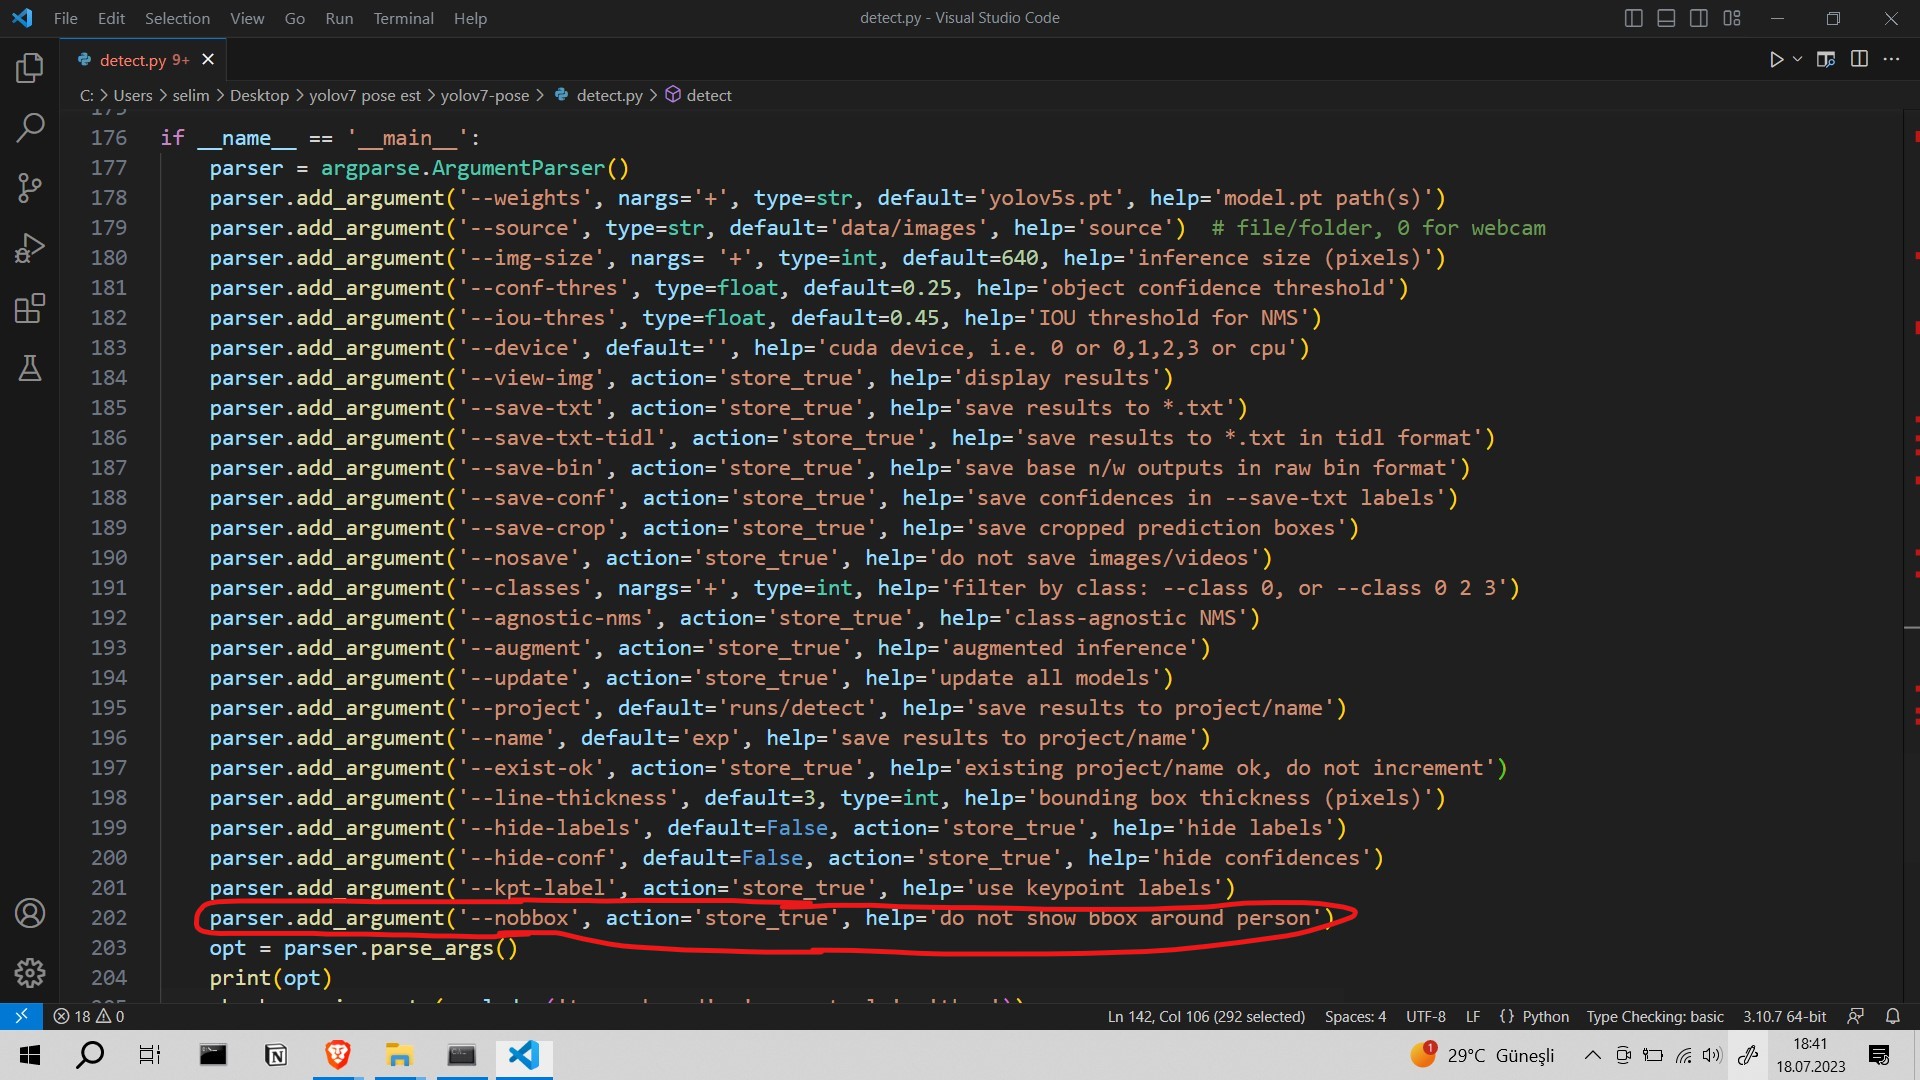 File Edit Selection View Go Run Terminal Help
detect.py - Visual Studio Code
detect.py 9+
C: > Users > selim > Desktop > yolov7 pose est > yolov7-pose > detect.py > detect
176 if __name__ == '__main__':
177 parser = argparse.ArgumentParser()
178 parser.add_argument('--weights', nargs='+', type=str, default='yolov5s.pt', help='model.pt path(s)')
179 parser.add_argument('--source', type=str, default='data/images', help='source')  # file/folder, 0 for webcam
180 parser.add_argument('--img-size', nargs= '+', type=int, default=640, help='inference size (pixels)')
181 parser.add_argument('--conf-thres', type=float, default=0.25, help='object confidence threshold')
182 parser.add_argument('--iou-thres', type=float, default=0.45, help='IOU threshold for NMS')
183 parser.add_argument('--device', default='', help='cuda device, i.e. 0 or 0,1,2,3 or cpu')
184 parser.add_argument('--view-img', action='store_true', help='display results')
185 parser.add_argument('--save-txt', action='store_true', help='save results to *.txt')
186 parser.add_argument('--save-txt-tidl', action='store_true', help='save results to *.txt in tidl format')
187 parser.add_argument('--save-bin', action='store_true', help='save base n/w outputs in raw bin format')
188 parser.add_argument('--save-conf', action='store_true', help='save confidences in --save-txt labels')
189 parser.add_argument('--save-crop', action='store_true', help='save cropped prediction boxes')
190 parser.add_argument('--nosave', action='store_true', help='do not save images/videos')
191 parser.add_argument('--classes', nargs='+', type=int, help='filter by class: --class 0, or --class 0 2 3')
192 parser.add_argument('--agnostic-nms', action='store_true', help='class-agnostic NMS')
193 parser.add_argument('--augment', action='store_true', help='augmented inference')
194 parser.add_argument('--update', action='store_true', help='update all models')
195 parser.add_argument('--project', default='runs/detect', help='save results to project/name')
196 parser.add_argument('--name', default='exp', help='save results to project/name')
197 parser.add_argument('--exist-ok', action='store_true', help='existing project/name ok, do not increment')
198 parser.add_argument('--line-thickness', default=3, type=int, help='bounding box thickness (pixels)')
199 parser.add_argument('--hide-labels', default=False, action='store_true', help='hide labels')
200 parser.add_argument('--hide-conf', default=False, action='store_true', help='hide confidences')
201 parser.add_argument('--kpt-label', action='store_true', help='use keypoint labels')
202 parser.add_argument('--nobbox', action='store_true', help='do not show bbox around person')
203 opt = parser.parse_args()
204 print(opt)
18 0 Ln 142, Col 106 (292 selected) Spaces: 4 UTF-8 LF {} Python Type Checking: basic 3.10.7 64-bit
1 29°C Güneşli 18:41
18.07.2023